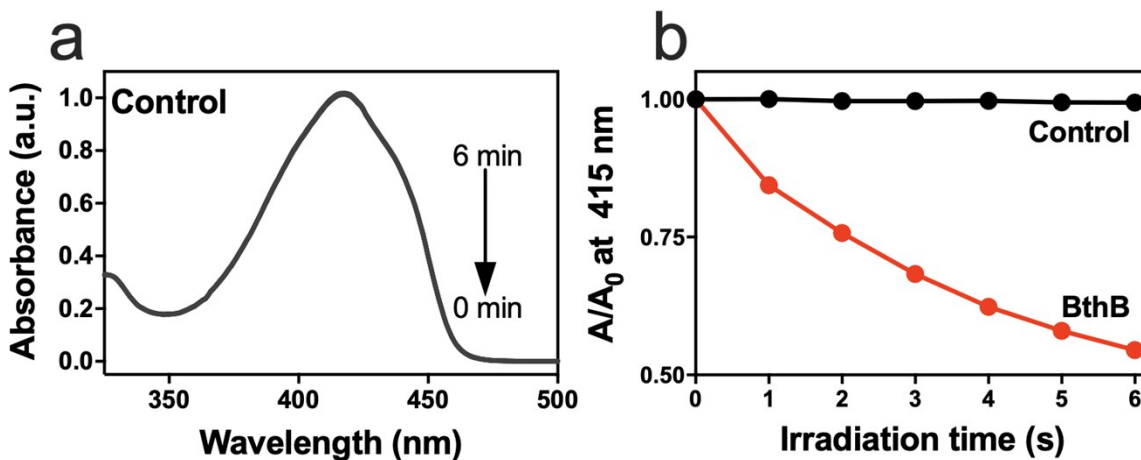 a
Control
Absorbance (a.u.)
1.0
0.8
0.6
0.4
0.2
0.0
6 min
0 min
350
400
450
500
Wavelength (nm)
b
A/A0 at 415 nm
1.00
0.75
0.50
Control
BthB
0
1
2
3
4
5
6
Irradiation time (s)